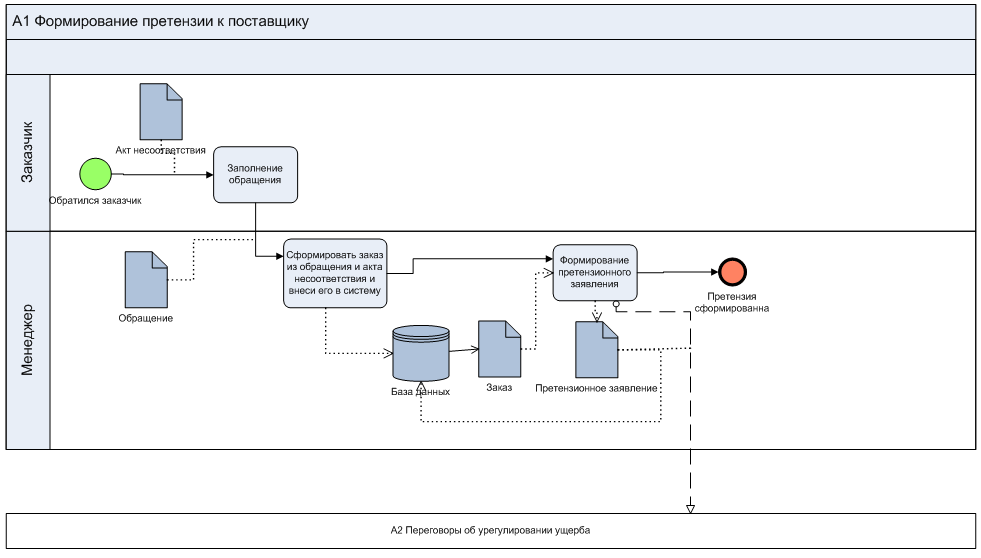 А1 Формирование претензии к поставщику
Заказчик
Акт несоответствия
Обратился заказчик
Заполнение
обращения
Менеджер
Обращение
Сформировать заказ
из обращения и акта
несоответствия и
внеси его в систему
База данных
Заказ
Формирование
претензионного
заявления
Претензионное заявление
Претензия
сформированна
А2 Переговоры об урегулировании ущерба